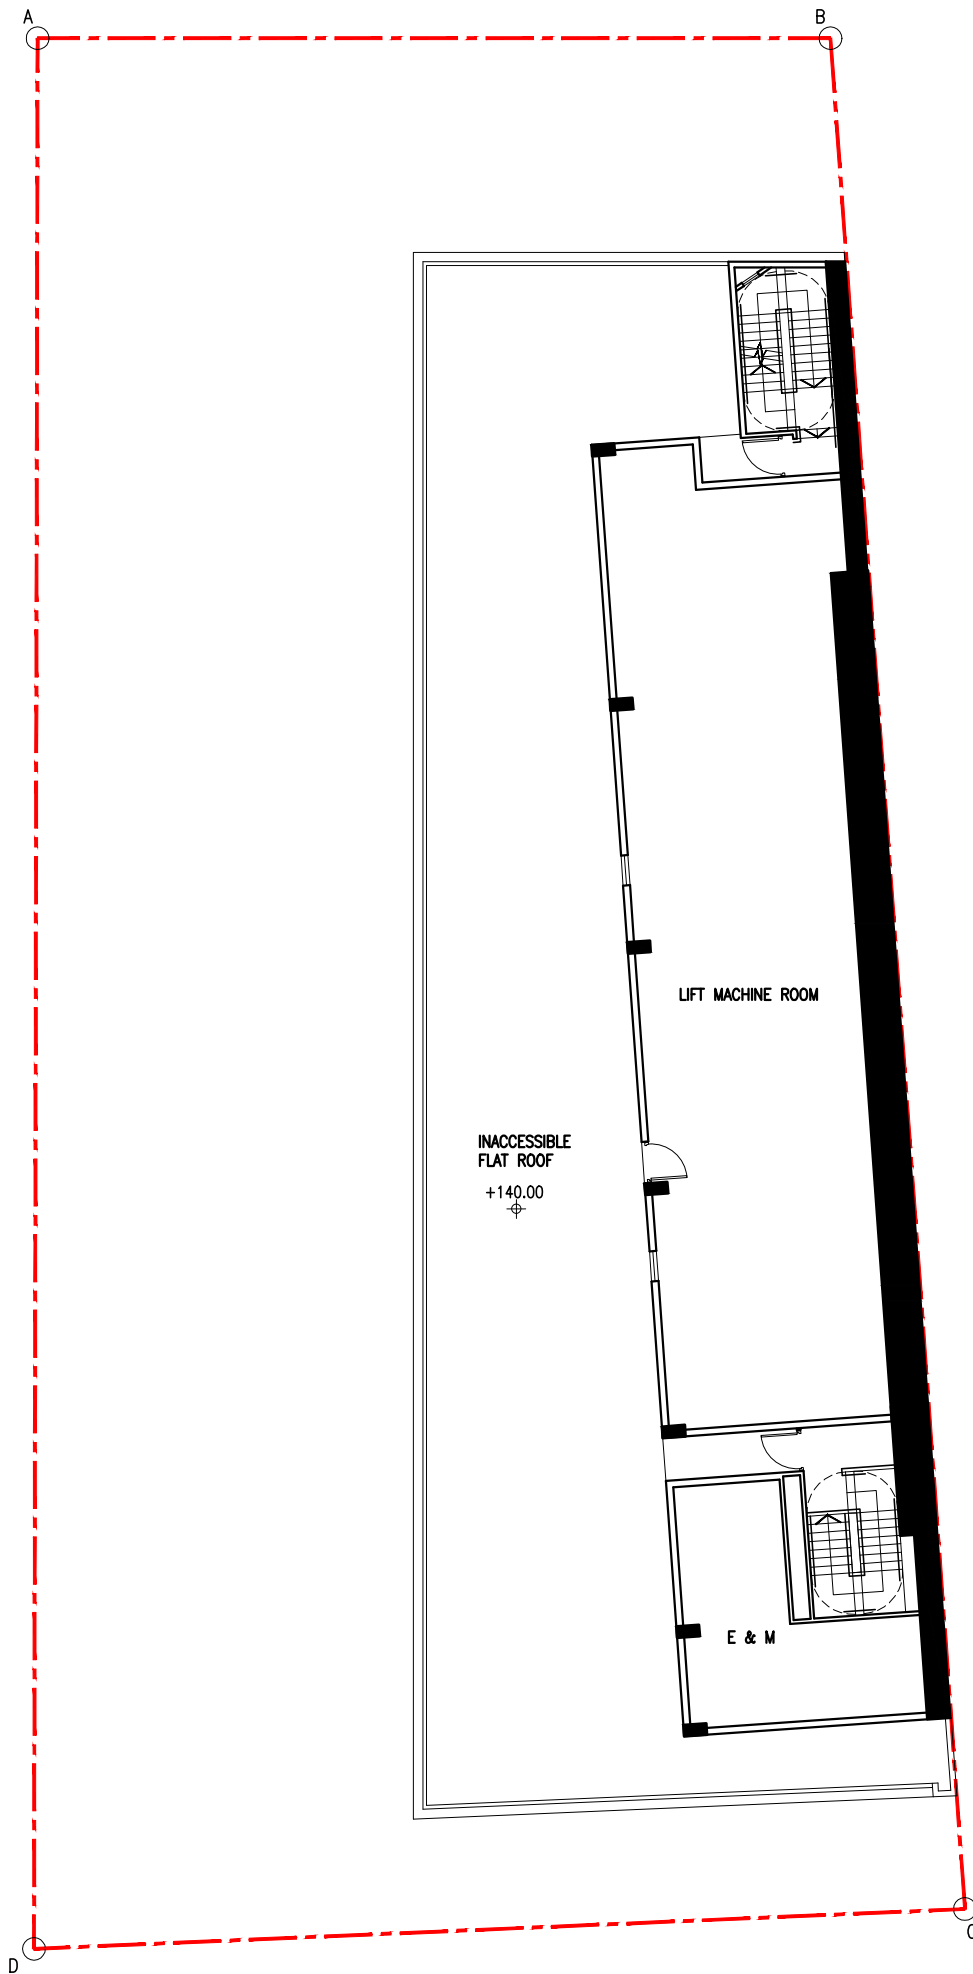 A
B
LIFT MACHINE ROOM
INACCESSIBLE
FLAT ROOF
+140.00
E & M
C
D